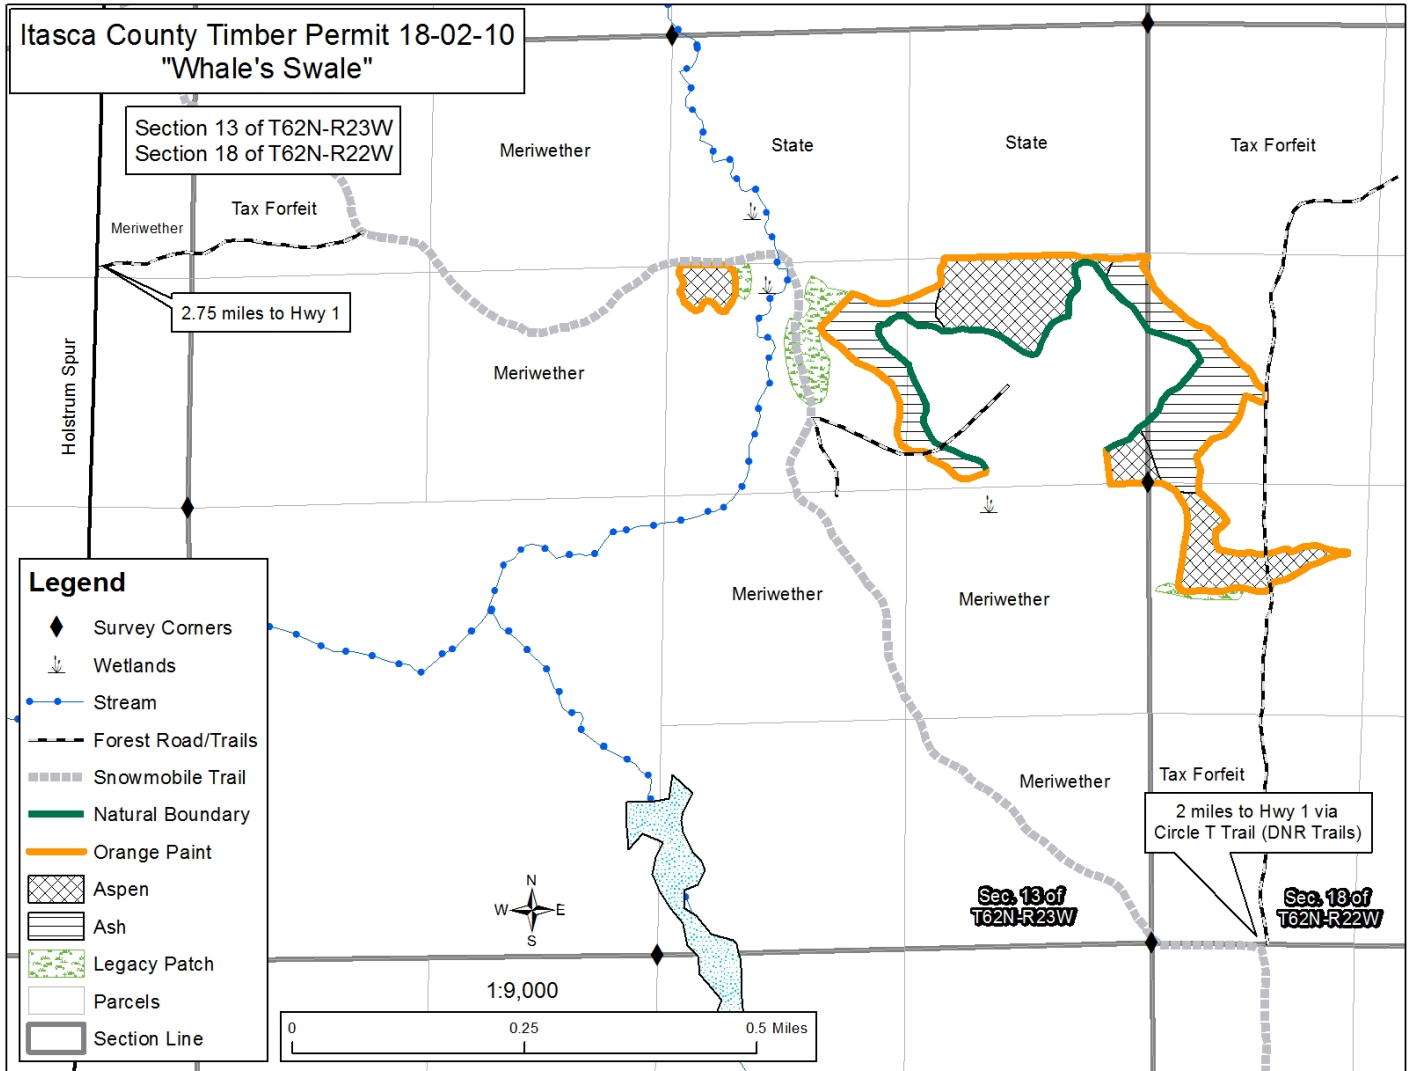 Itasca County Timber Permit 18-02-10
"Whale's Swale"
Section 13 of T62N-R23W
Section 18 of T62N-R22W
Meriwether
State
State
Tax Forfeit
Tax Forfeit
Meriwether
2.75 miles to Hwy 1
Holstrum Spur
Meriwether
Meriwether
Meriwether
Meriwether
Tax Forfeit
2 miles to Hwy 1 via
Circle T Trail (DNR Trails)
Sec. 13 of
T62N-R23W
Sec. 18 of
T62N-R22W
Legend
Survey Corners
Wetlands
Stream
Forest Road/Trails
Snowmobile Trail
Natural Boundary
Orange Paint
Aspen
Ash
Legacy Patch
Parcels
Section Line
N
W E
S
1:9,000
0 0.25 0.5 Miles